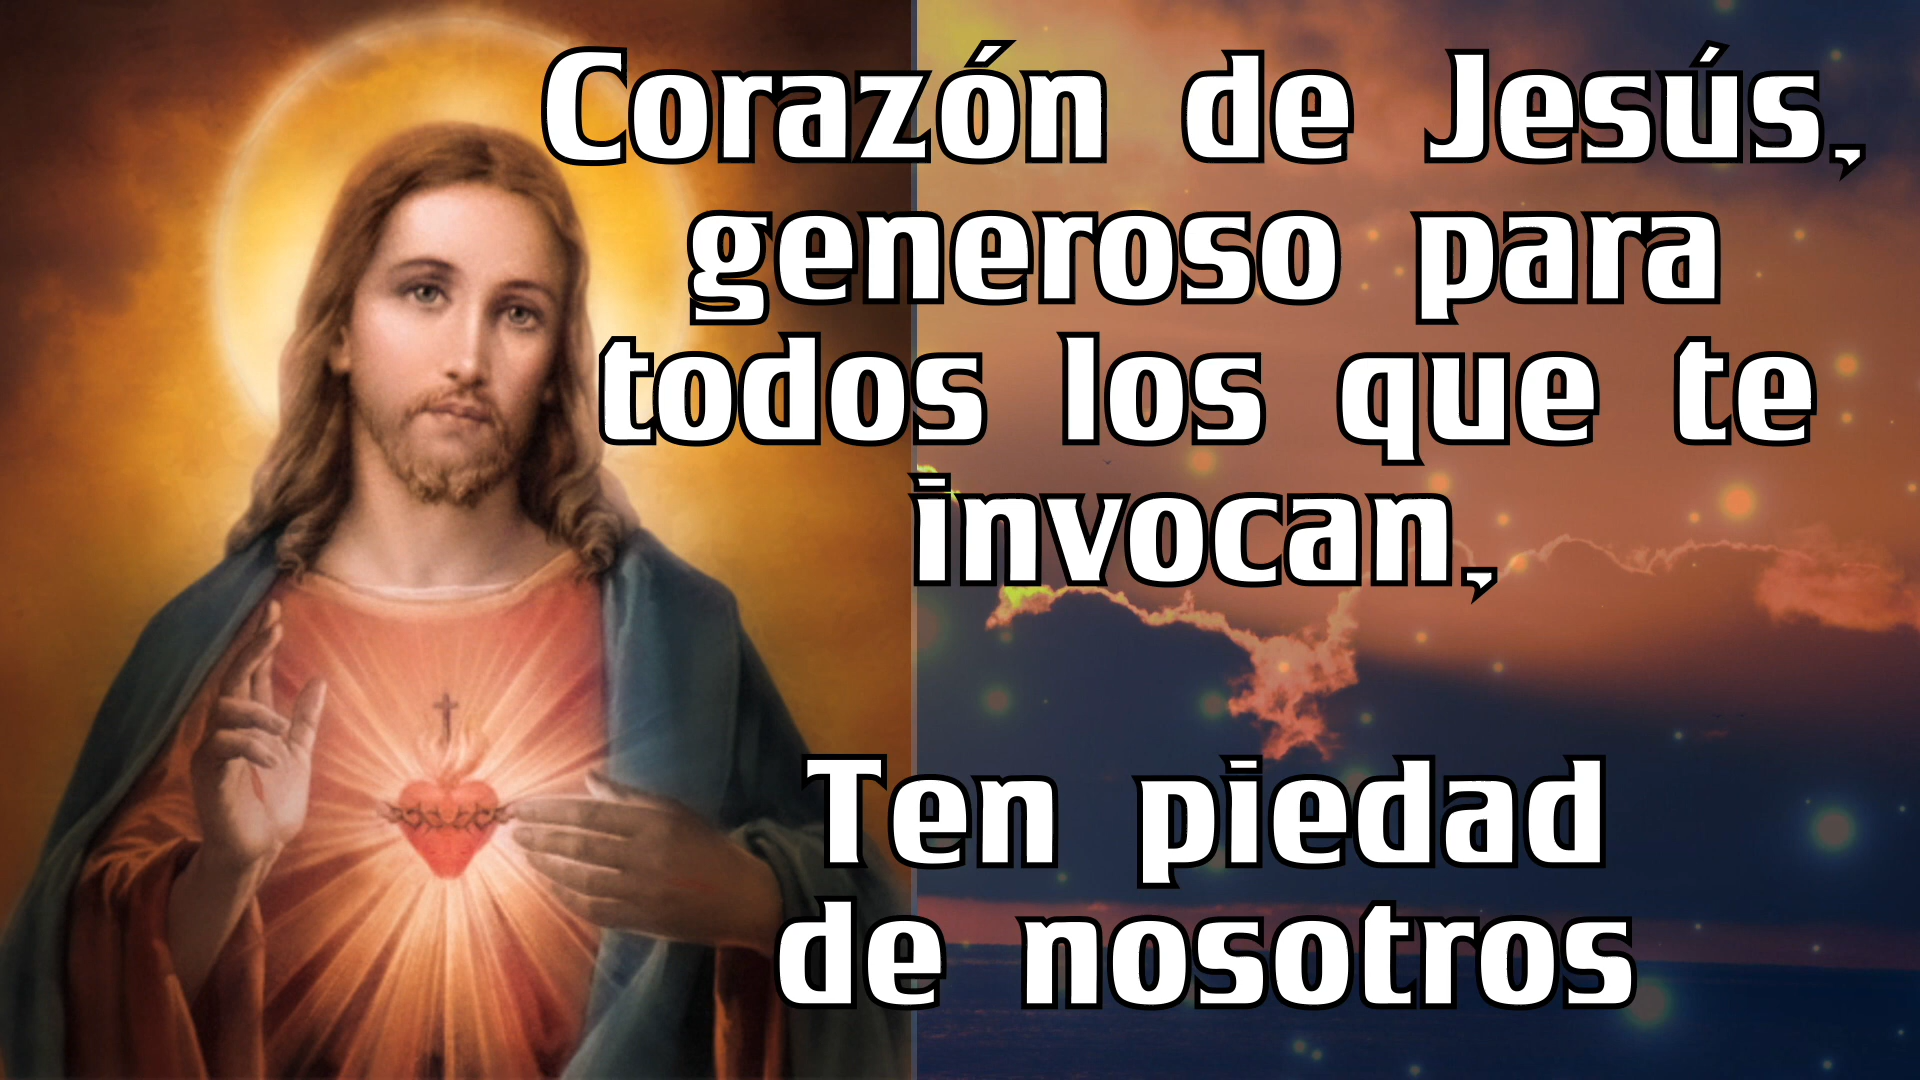 Corazón de Jesús,
generoso para
todos los que te
invocan,
Ten piedad
de nosotros